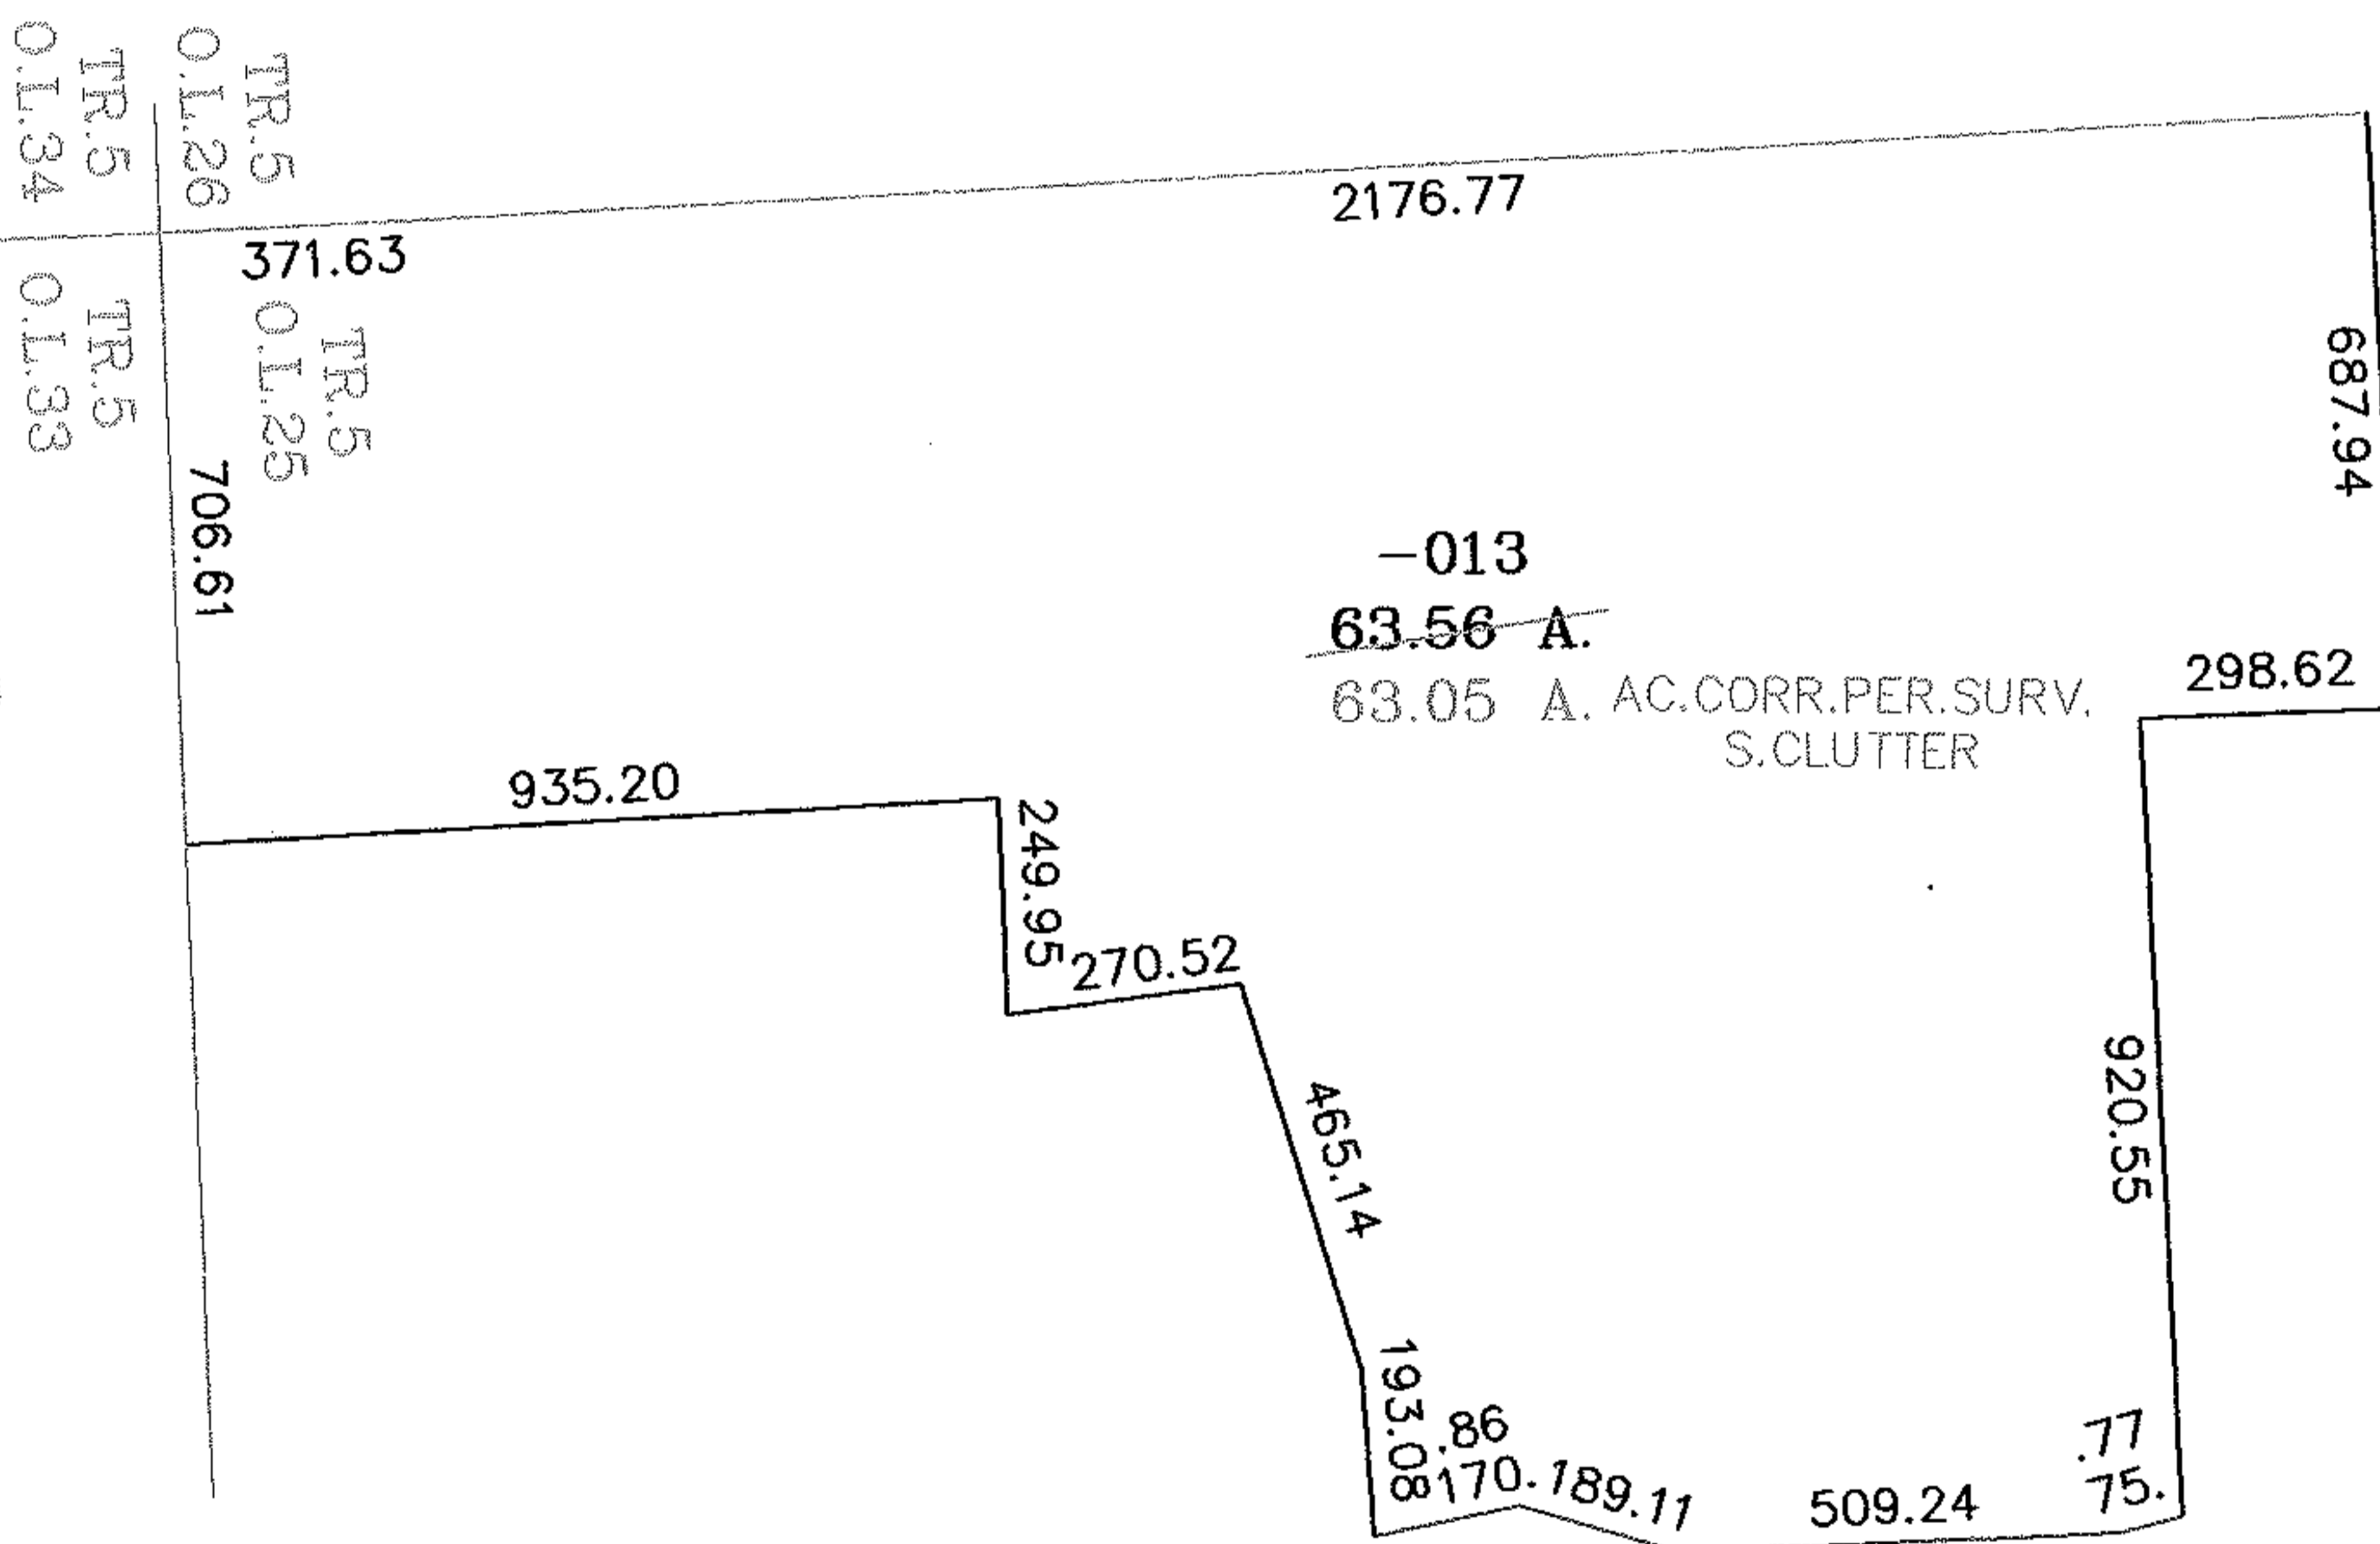 TR.5
O.L.34
TR.5
O.L.26
2176.77
371.63
TR.5
O.L.33
TR.5
O.L.25
687.94
706.61
-013
63.56 A.
63.05 A. AC.CORR.PER.SURV.
S.CLUTTER
298.62
935.20
249.95
270.52
465.14
920.55
193.08
.86
170.
189.11
509.24
.77
75.